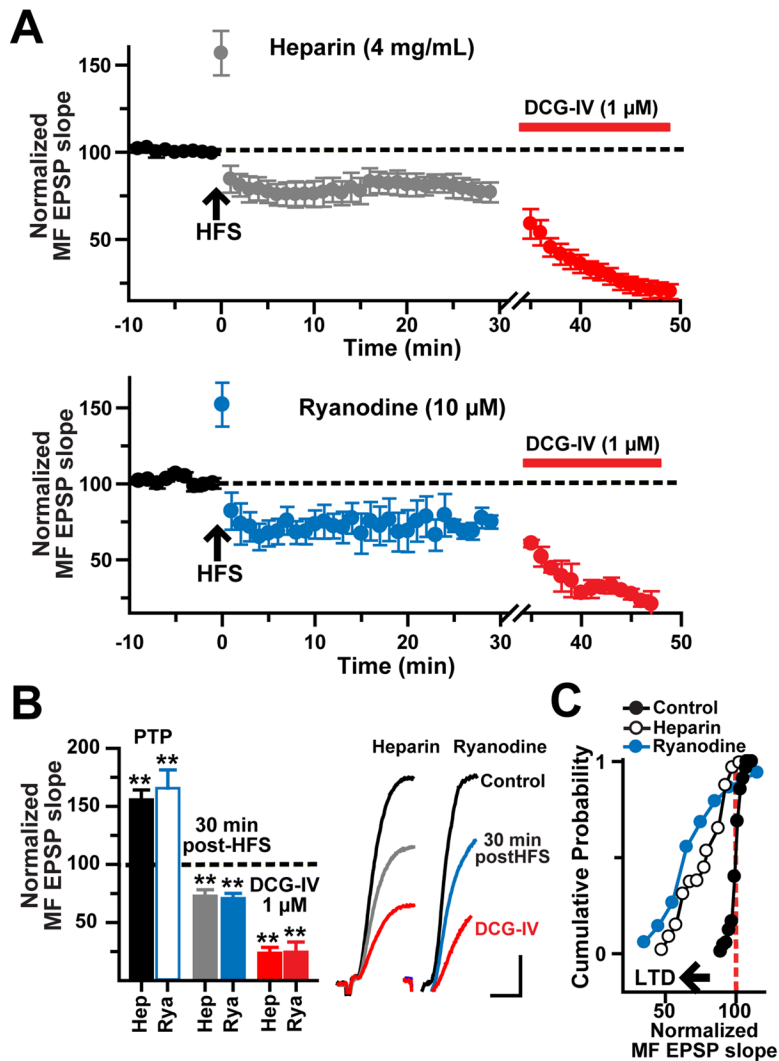 A
Heparin (4 mg/mL)
DCG-IV (1 µM)
Normalized
MF EPSP slope
150
100
50
HFS
-10 0 10 20 30 40 50
Time (min)
Ryanodine (10 µM)
DCG-IV (1 µM)
Normalized
MF EPSP slope
150
100
50
HFS
-10 0 10 20 30 40 50
Time (min)
B
Normalized
MF EPSP slope
200
150
100
50
PTP
** **
30 min
post-HFS
** **
DCG-IV
1 µM
** **
Hep Rya Hep Rya Hep Rya
Heparin Ryanodine
Control
30 min
postHFS
DCG-IV
C
Control
Heparin
Ryanodine
Cumulative Probability
1
0
LTD
50 100
Normalized
MF EPSP slope